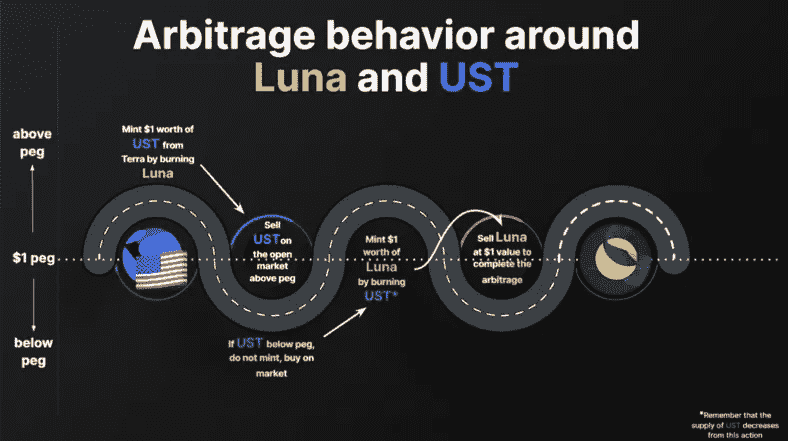 Arbitrage behavior around
Luna and UST
above
peg
$1 peg
below
peg
Mint $1 worth of
UST from
Terra by burning
Luna
Sell
UST on
the open
market
above peg
If UST below peg,
do not mint, buy on
market
Mint $1
worth of
Luna
by burning
UST*
Sell Luna
at $1 value to
complete the
arbitrage
*Remember that the
supply of UST decreases
from this action